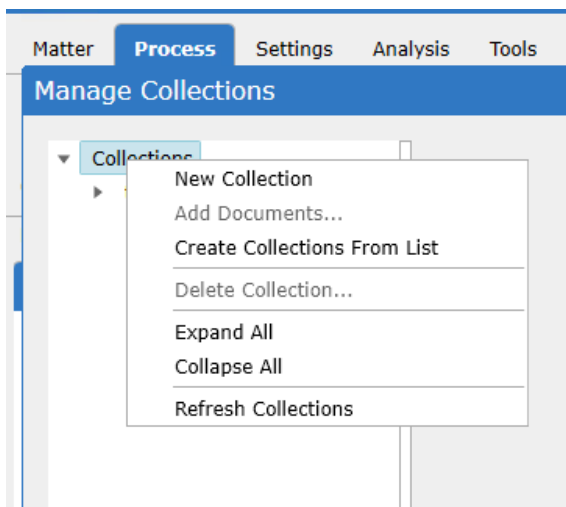 Matter Process Settings Analysis Tools
Manage Collections
Collections
New Collection
Add Documents...
Create Collections From List
Delete Collection...
Expand All
Collapse All
Refresh Collections